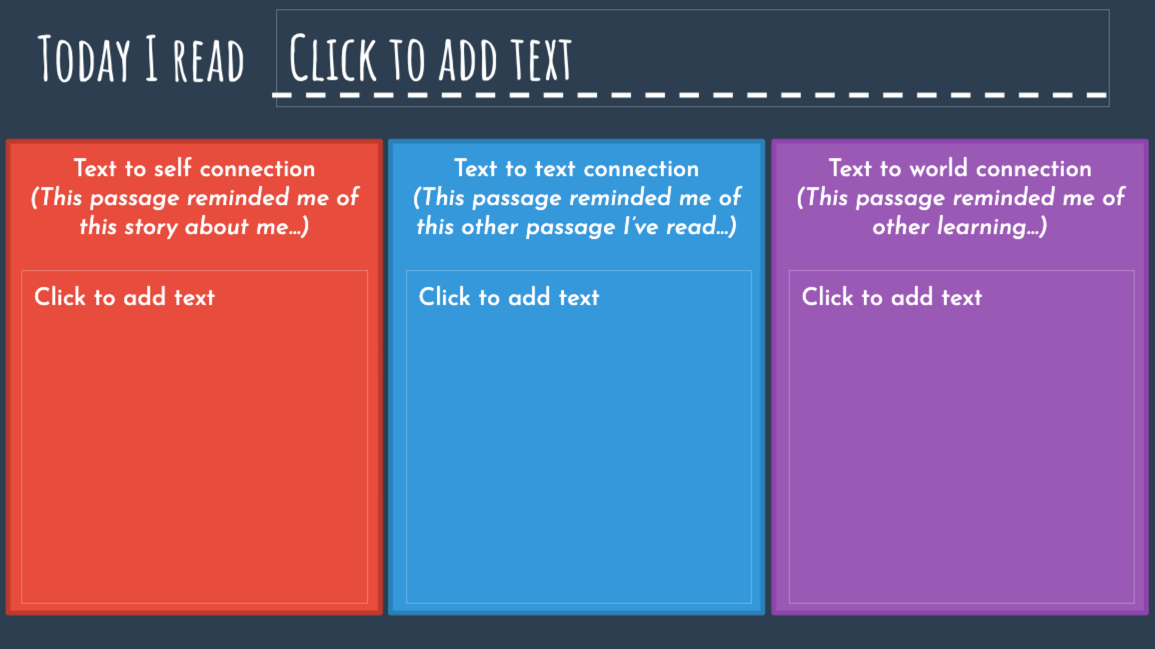 Today I read Click to add text
Text to self connection
(This passage reminded me of
this story about me...)
Click to add text
Text to text connection
(This passage reminded me of
this other passage I've read...)
Click to add text
Text to world connection
(This passage reminded me of
other learning...)
Click to add text